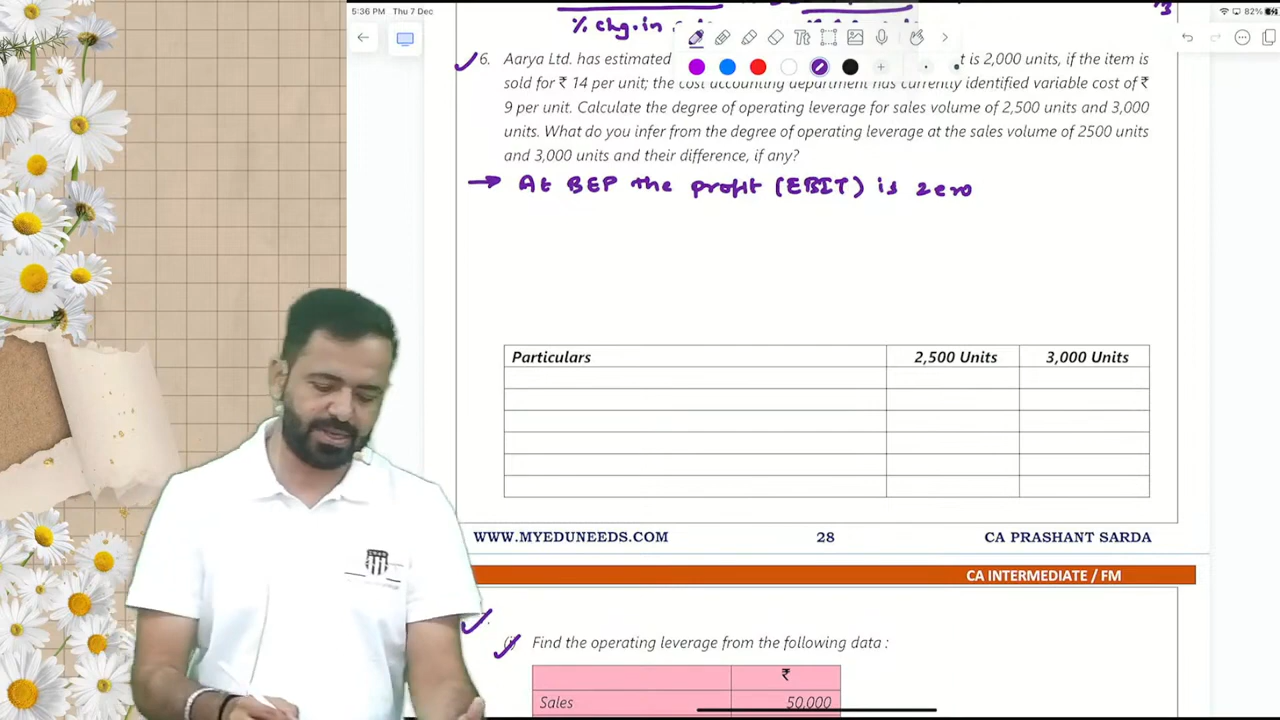 5:36 PM Thu 7 Dec
82%
% chg. in
6. Aarya Ltd. has estimated t is 2,000 units, if the item is
sold for ₹ 14 per unit; the cost accounting department has currently identified variable cost of ₹
9 per unit. Calculate the degree of operating leverage for sales volume of 2,500 units and 3,000
units. What do you infer from the degree of operating leverage at the sales volume of 2500 units
and 3,000 units and their difference, if any?
→ At BEP the profit (EBIT) is zero
Particulars 2,500 Units 3,000 Units
WWW.MYEDUNEEDS.COM 28 CA PRASHANT SARDA
CA INTERMEDIATE / FM
(i) Find the operating leverage from the following data :
₹
Sales 50,000